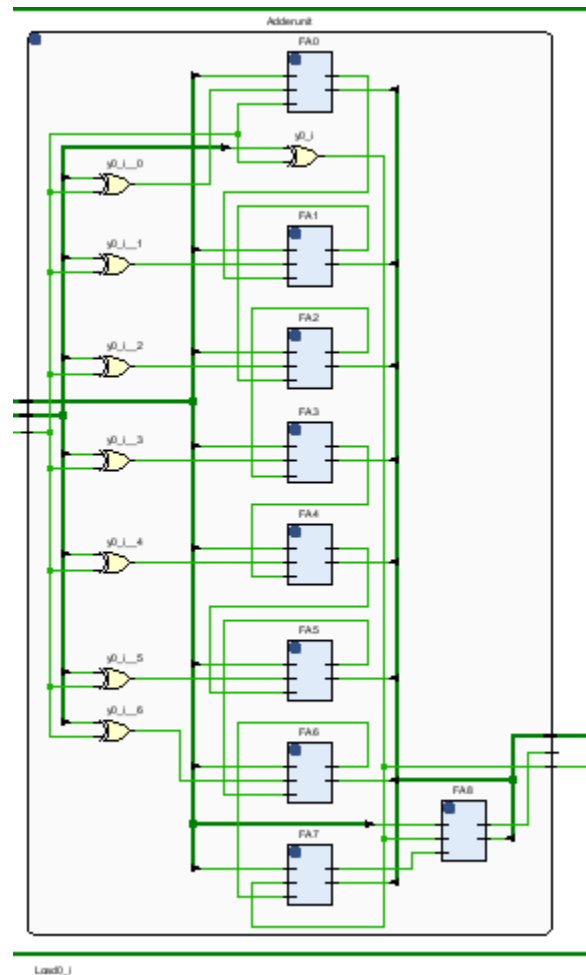 Adderunit
FA0
y0_i
y0_i__0
FA1
y0_i__1
FA2
y0_i__2
FA3
y0_i__3
FA4
y0_i__4
FA5
y0_i__5
y0_i__6
FA6
FA8
FA7
Load0_i